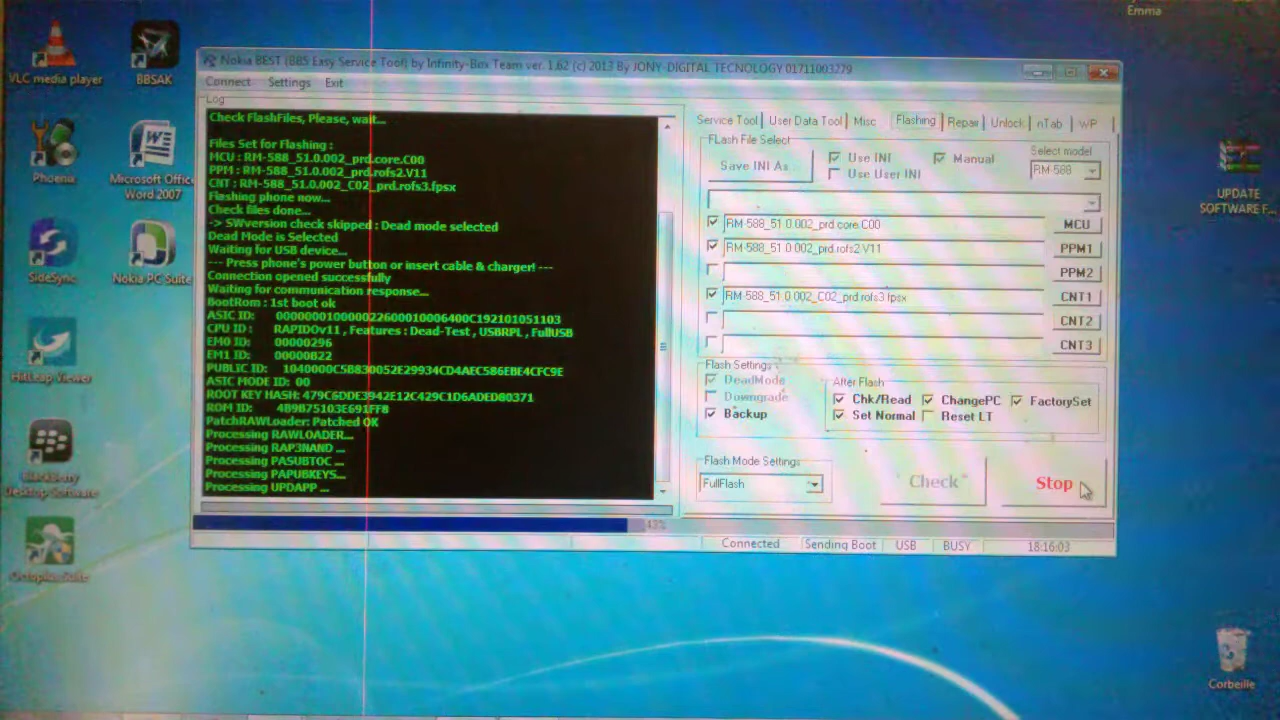 Emma
VLC media player
BBSAK
Phoenix
Microsoft Office
Word 2007
SideSync
Nokia PC Suite
HitLeap Viewer
BlackBerry
Desktop Software
OctoplusSuite
UPDATE
SOFTWARE F...
Corbeille
Nokia BEST (BB5 Easy Service Tool) by Infinity-Box Team ver. 1.62 (c) 2013 By JONY-DIGITAL TECNOLOGY 01711003279
Connect Settings Exit
Log
Check FlashFiles, Please, wait...
Files Set for Flashing :
MCU : RM-588_51.0.002_prd.core.C00
PPM : RM-588_51.0.002_prd.rofs2.V11
CNT : RM-588_51.0.002_C02_prd.rofs3.fpsx
Flashing phone now...
Check files done...
-> SWversion check skipped : Dead mode selected
Dead Mode is Selected
Waiting for USB device...
--- Press phone's power button or insert cable & charger! ---
Connection opened successfully
Waiting for communication response...
BootRom : 1st boot ok
ASIC ID: 000000010000022600010006400C192101051103
CPU ID : RAPIDOv11 , Features : Dead-Test , USBRPL , FullUSB
EM0 ID: 00000296
EM1 ID: 00000B22
PUBLIC ID: 1040000C5B830052E29934CD4AEC586EBE4CFC9E
ASIC MODE ID: 00
ROOT KEY HASH: 479C6DDE3942E12C429C1D6ADED80371
ROM ID: 4B9B75103E691FF8
PatchRAWLoader: Patched OK
Processing RAWLOADER...
Processing RAP3NAND ...
Processing PASUBTOC ...
Processing PAPUBKEYS...
Processing UPDAPP ...
Service Tool User Data Tool Misc Flashing Repair Unlock nTab WP
FLash File Select
Save INI As
Use INI
Use User INI
Manual
Select model
RM-588
RM-588_51.0.002_prd.core.C00 MCU
RM-588_51.0.002_prd.rofs2.V11 PPM1
PPM2
RM-588_51.0.002_C02_prd.rofs3.fpsx CNT1
CNT2
CNT3
Flash Settings
DeadMode
Downgrade
Backup
After Flash
Chk/Read ChangePC FactorySet
Set Normal Reset LT
Flash Mode Settings
FullFlash
Check
Stop
43%
Connected Sending Boot USB BUSY 18:16:03